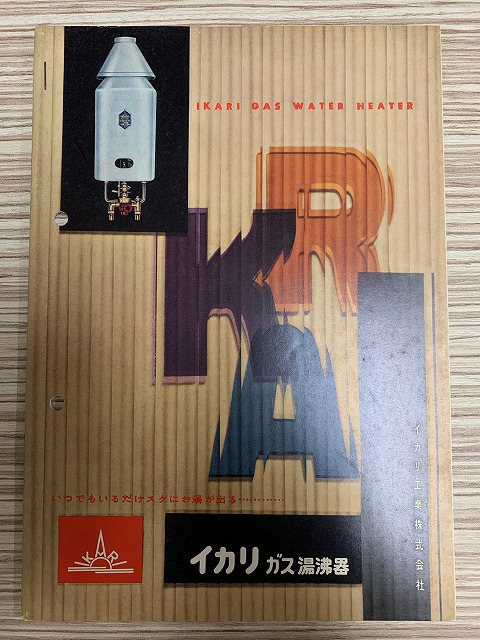 IKARI GAS WATER HEATER
R
K
A
イカリ工業株式会社
いつでもいるだけスグにお湯が出る…………
KAR
イカリ ガス湯沸器